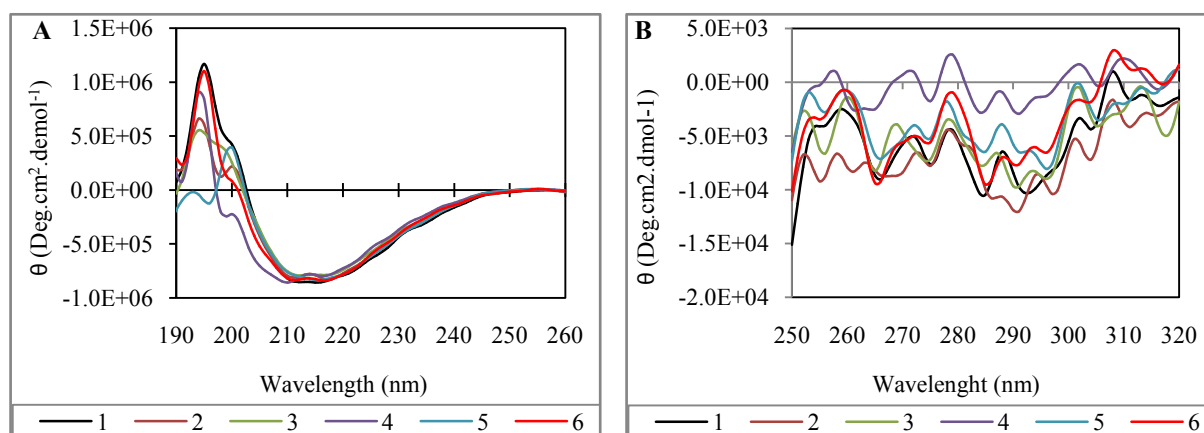 A
θ (Deg.cm².demol⁻¹)
1.5E+06
1.0E+06
5.0E+05
0.0E+00
-5.0E+05
-1.0E+06
190 200 210 220 230 240 250 260
Wavelength (nm)
1 2 3 4 5 6
B
θ (Deg.cm2.dmol-1)
5.0E+03
0.0E+00
-5.0E+03
-1.0E+04
-1.5E+04
-2.0E+04
250 260 270 280 290 300 310 320
Wavelenght (nm)
1 2 3 4 5 6